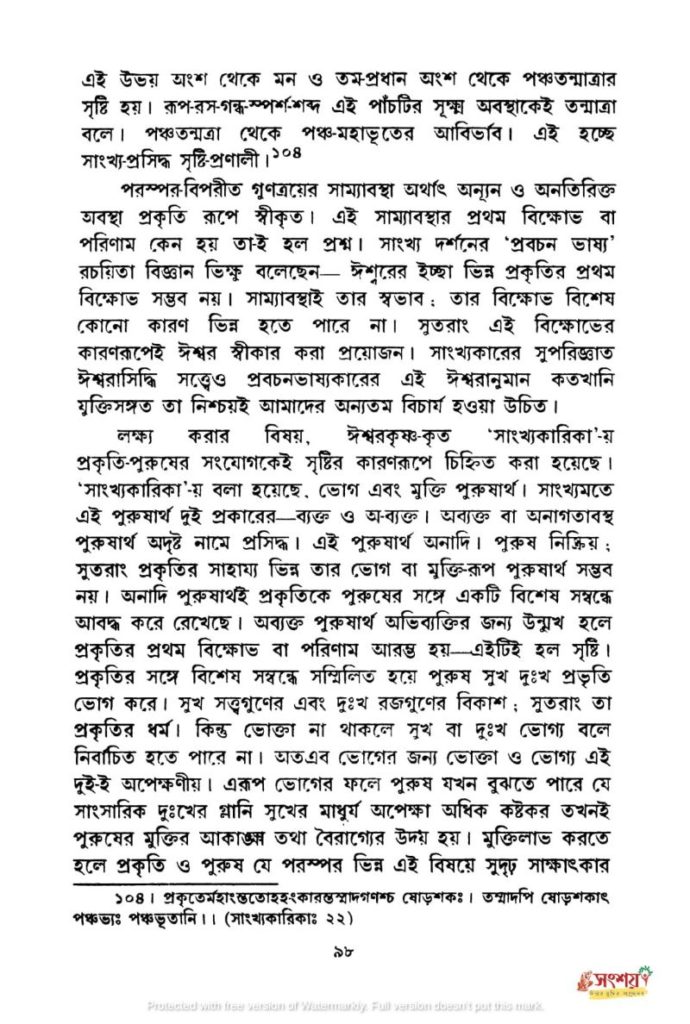 এই উভয় অংশ থেকে মন ও তম-প্রধান অংশ থেকে পঞ্চতন্মাত্রার
সৃষ্টি হয়। রূপ-রস-গন্ধ-স্পর্শ-শব্দ এই পাঁচটির সূক্ষ্ম অবস্থাকেই তন্মাত্রা
বলে। পঞ্চতন্মত্রা থেকে পঞ্চ-মহাভূতের আবির্ভাব। এই হচ্ছে
সাংখ্য-প্রসিদ্ধ সৃষ্টি-প্রণালী।১০৪
পরস্পর-বিপরীত গুণত্রয়ের সাম্যাবস্থা অর্থাৎ অন্যূন ও অনতিরিক্ত
অবস্থা প্রকৃতি রূপে স্বীকৃত। এই সাম্যাবস্থার প্রথম বিক্ষোভ বা
পরিণাম কেন হয় তা-ই হল প্রশ্ন। সাংখ্য দর্শনের ‘প্রবচন ভাষ্য’
রচয়িতা বিজ্ঞান ভিক্ষু বলেছেন— ঈশ্বরের ইচ্ছা ভিন্ন প্রকৃতির প্রথম
বিক্ষোভ সম্ভব নয়। সাম্যাবস্থাই তার স্বভাব ; তার বিক্ষোভ বিশেষ
কোনো কারণ ভিন্ন হতে পারে না। সুতরাং এই বিক্ষোভের
কারণরূপেই ঈশ্বর স্বীকার করা প্রয়োজন। সাংখ্যকারের সুপরিজ্ঞাত
ঈশ্বরাসিদ্ধি সত্ত্বেও প্রবচনভাষ্যকারের এই ঈশ্বরানুমান কতখানি
যুক্তিসঙ্গত তা নিশ্চয়ই আমাদের অন্যতম বিচার্য হওয়া উচিত।
লক্ষ্য করার বিষয়, ঈশ্বরকৃষ্ণ-কৃত ‘সাংখ্যকারিকা’-য়
প্রকৃতি-পুরুষের সংযোগকেই সৃষ্টির কারণরূপে চিহ্নিত করা হয়েছে।
‘সাংখ্যকারিকা’-য় বলা হয়েছে, ভোগ এবং মুক্তি পুরুষার্থ। সাংখ্যমতে
এই পুরুষার্থ দুই প্রকারের—ব্যক্ত ও অ-ব্যক্ত। অব্যক্ত বা অনাগতাবস্থ
পুরুষার্থ অদৃষ্ট নামে প্রসিদ্ধ। এই পুরুষার্থ অনাদি। পুরুষ নিষ্ক্রিয় ;
সুতরাং প্রকৃতির সাহায্য ভিন্ন তার ভোগ বা মুক্তি-রূপ পুরুষার্থ সম্ভব
নয়। অনাদি পুরুষার্থই প্রকৃতিকে পুরুষের সঙ্গে একটি বিশেষ সম্বন্ধে
আবদ্ধ করে রেখেছে। অব্যক্ত পুরুষার্থ অভিব্যক্তির জন্য উন্মুখ হলে
প্রকৃতির প্রথম বিক্ষোভ বা পরিণাম আরম্ভ হয়—এইটিই হল সৃষ্টি।
প্রকৃতির সঙ্গে বিশেষ সম্বন্ধে সম্মিলিত হয়ে পুরুষ সুখ দুঃখ প্রভৃতি
ভোগ করে। সুখ সত্ত্বগুণের এবং দুঃখ রজগুণের বিকাশ ; সুতরাং তা
প্রকৃতির ধর্ম। কিন্তু ভোক্তা না থাকলে সুখ বা দুঃখ ভোগ্য বলে
নির্বাচিত হতে পারে না। অতএব ভোগের জন্য ভোক্তা ও ভোগ্য এই
দুই-ই অপেক্ষণীয়। এরূপ ভোগের ফলে পুরুষ যখন বুঝতে পারে যে
সাংসারিক দুঃখের গ্লানি সুখের মাধুর্য অপেক্ষা অধিক কষ্টকর তখনই
পুরুষের মুক্তির তথা বৈরাগ্যের উদয় হয়। মুক্তিলাভ করতে
হলে প্রকৃতি ও পুরুষ যে পরস্পর ভিন্ন এই বিষয়ে সুদৃঢ় সাক্ষাৎকার
১০৪। প্রকৃতের্মহাংস্ততোহহংকারস্তস্মাদগণশ্চ ষোড়শকঃ। তস্মাদপি ষোড়শকাৎ
পঞ্চভ্যঃ পঞ্চভূতানি।। (সাংখ্যকারিকাঃ ২২)
৯৮
সংশয়
Protected with free version of Watermarkly. Full version doesn't put this mark.